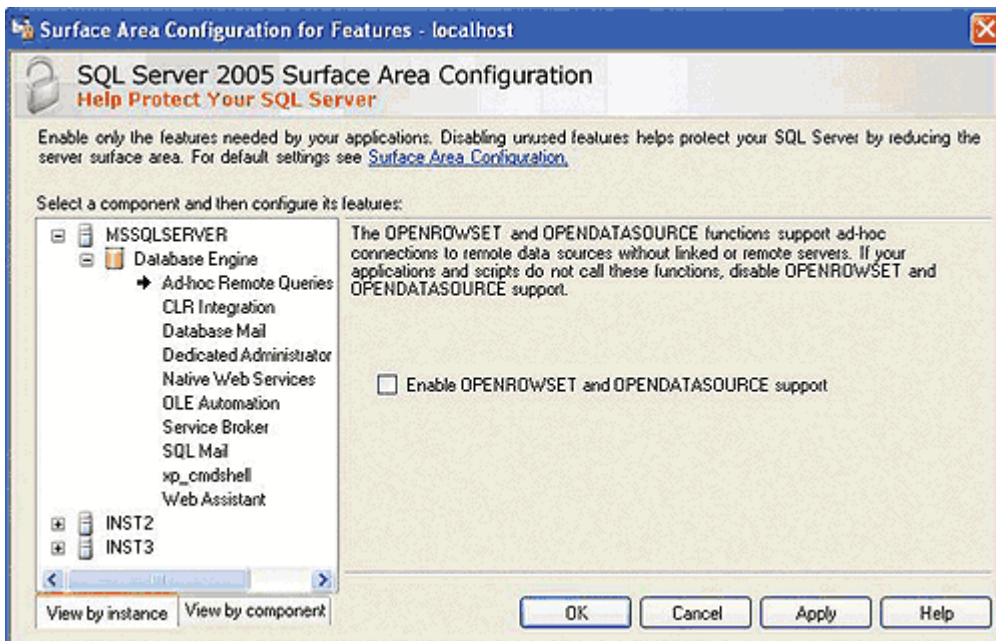 Surface Area Configuration for Features - localhost
SQL Server 2005 Surface Area Configuration
Help Protect Your SQL Server
Enable only the features needed by your applications. Disabling unused features helps protect your SQL Server by reducing the
server surface area. For default settings see Surface Area Configuration.
Select a component and then configure its features:
MSSQLSERVER
Database Engine
Ad-hoc Remote Queries
CLR Integration
Database Mail
Dedicated Administrator
Native Web Services
OLE Automation
Service Broker
SQL Mail
xp_cmdshell
Web Assistant
INST2
INST3
View by instance
View by component
The OPENROWSET and OPENDATASOURCE functions support ad-hoc
connections to remote data sources without linked or remote servers. If your
applications and scripts do not call these functions, disable OPENROWSET and
OPENDATASOURCE support.
Enable OPENROWSET and OPENDATASOURCE support
OK
Cancel
Apply
Help